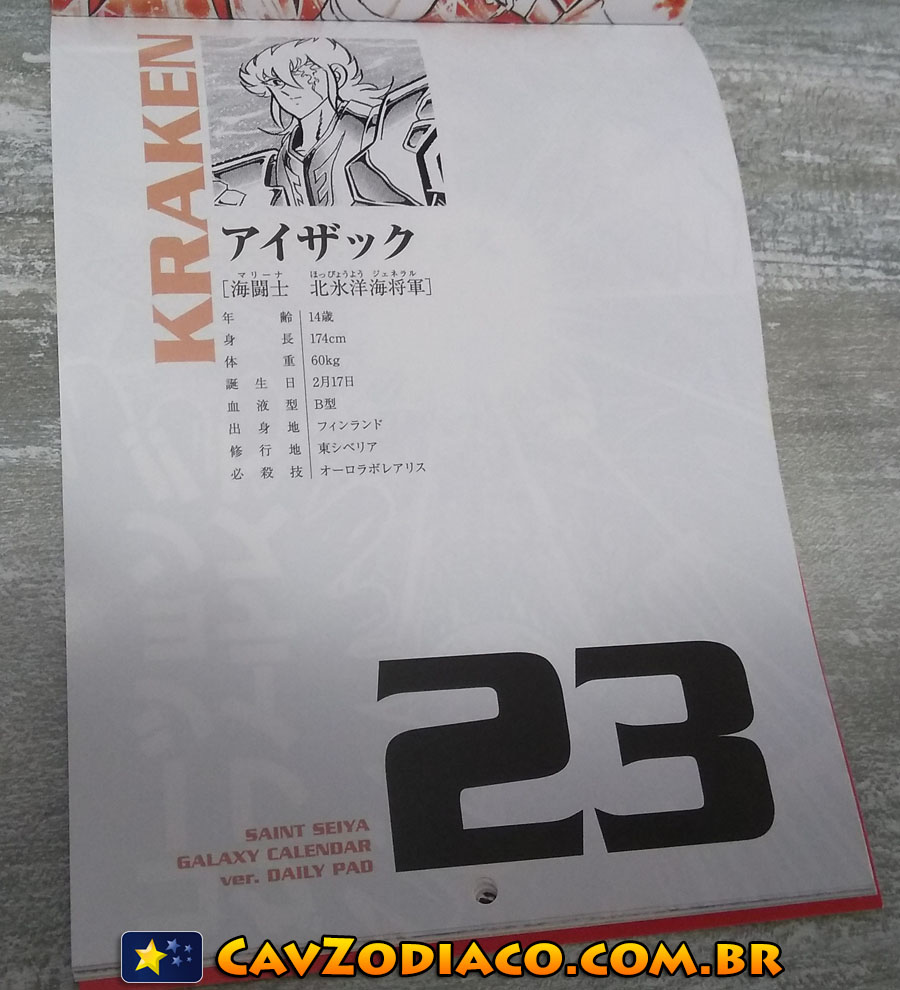 KRAKEN
アイザック
マリーナ ほっぴょうよう ジェネラル
[海闘士 北氷洋海将軍]
年齢 14歳
身長 174cm
体重 60kg
誕生日 2月17日
血液型 B型
出身地 フィンランド
修行地 東シベリア
必殺技 オーロラボレアリス
23
SAINT SEIYA
GALAXY CALENDAR
ver. DAILY PAD
CavZodiaco.com.br